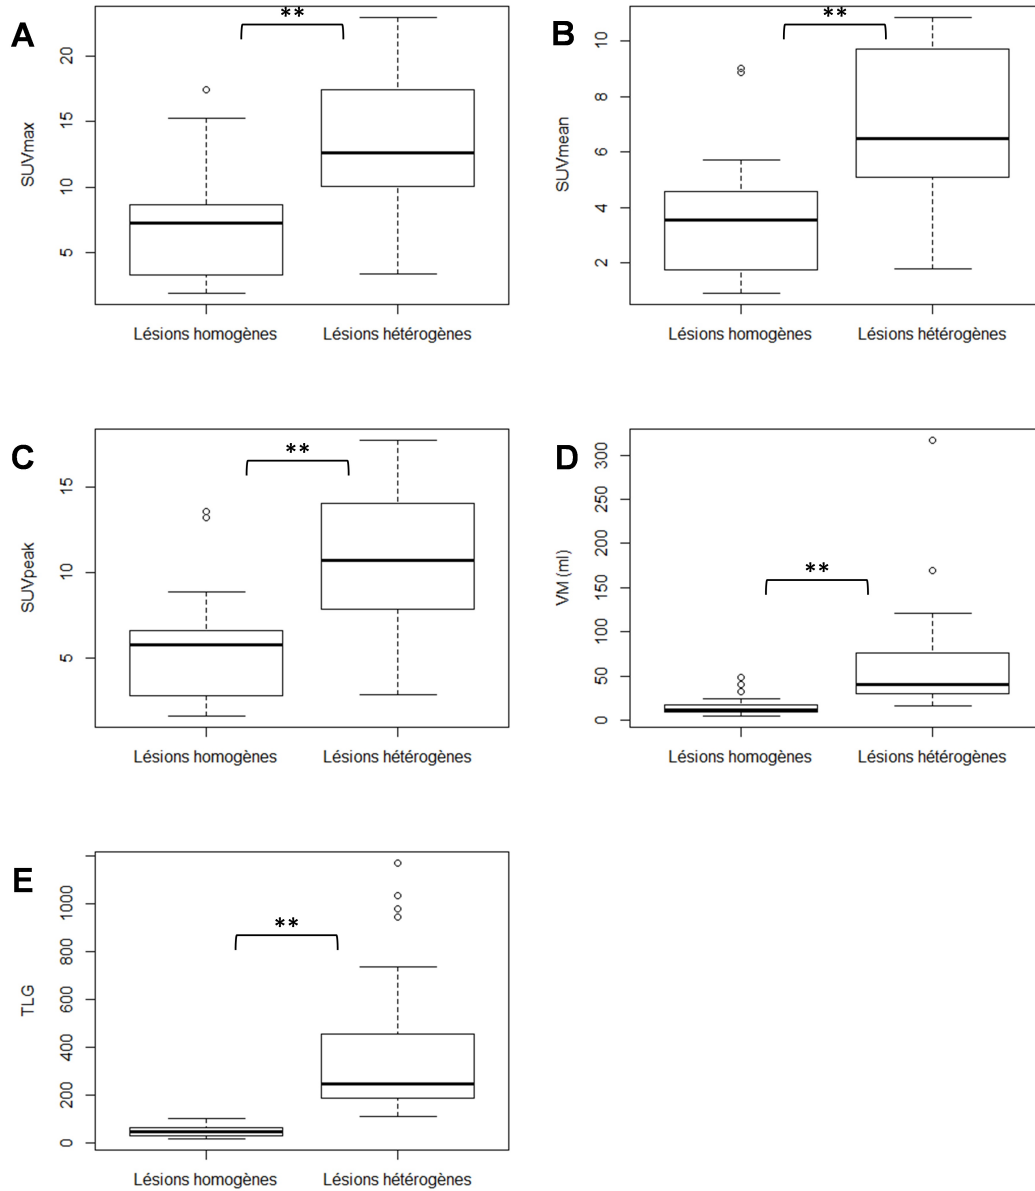 A
**
SUVmax
20
15
10
5
Lésions homogènes
Lésions hétérogènes
B
**
SUVmean
10
8
6
4
2
Lésions homogènes
Lésions hétérogènes
C
**
SUVpeak
15
10
5
Lésions homogènes
Lésions hétérogènes
D
**
VM (ml)
300
250
200
150
100
50
0
Lésions homogènes
Lésions hétérogènes
E
**
TLG
1000
800
600
400
200
0
Lésions homogènes
Lésions hétérogènes